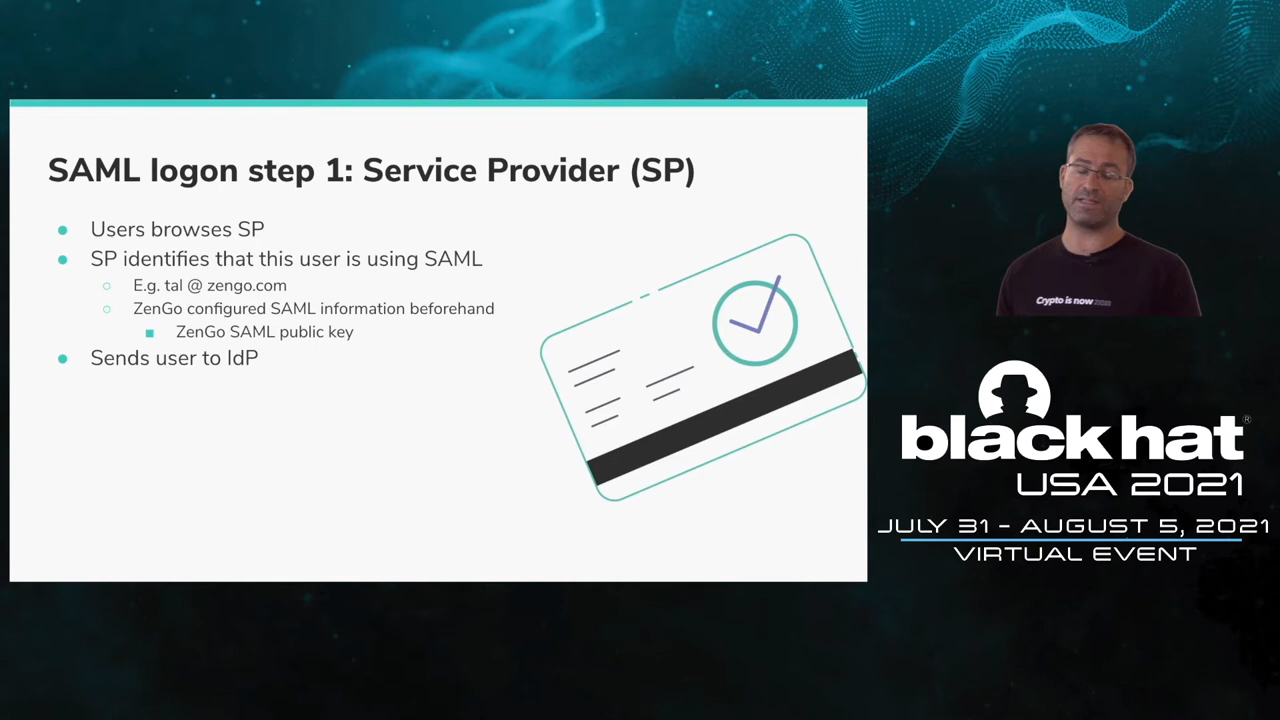 SAML logon step 1: Service Provider (SP)
Users browses SP
SP identifies that this user is using SAML
E.g. tal @ zengo.com
ZenGo configured SAML information beforehand
ZenGo SAML public key
Sends user to IdP
Crypto is now
black hat®
USA 2021
JULY 31 - AUGUST 5, 2021
VIRTUAL EVENT